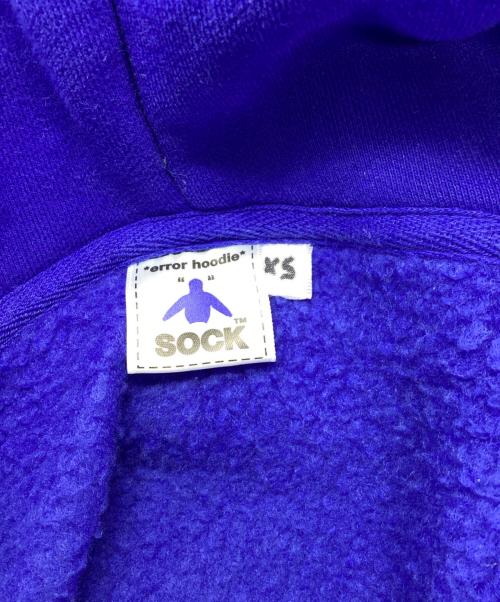 *error hoodie*
XS
" "
SOCK™